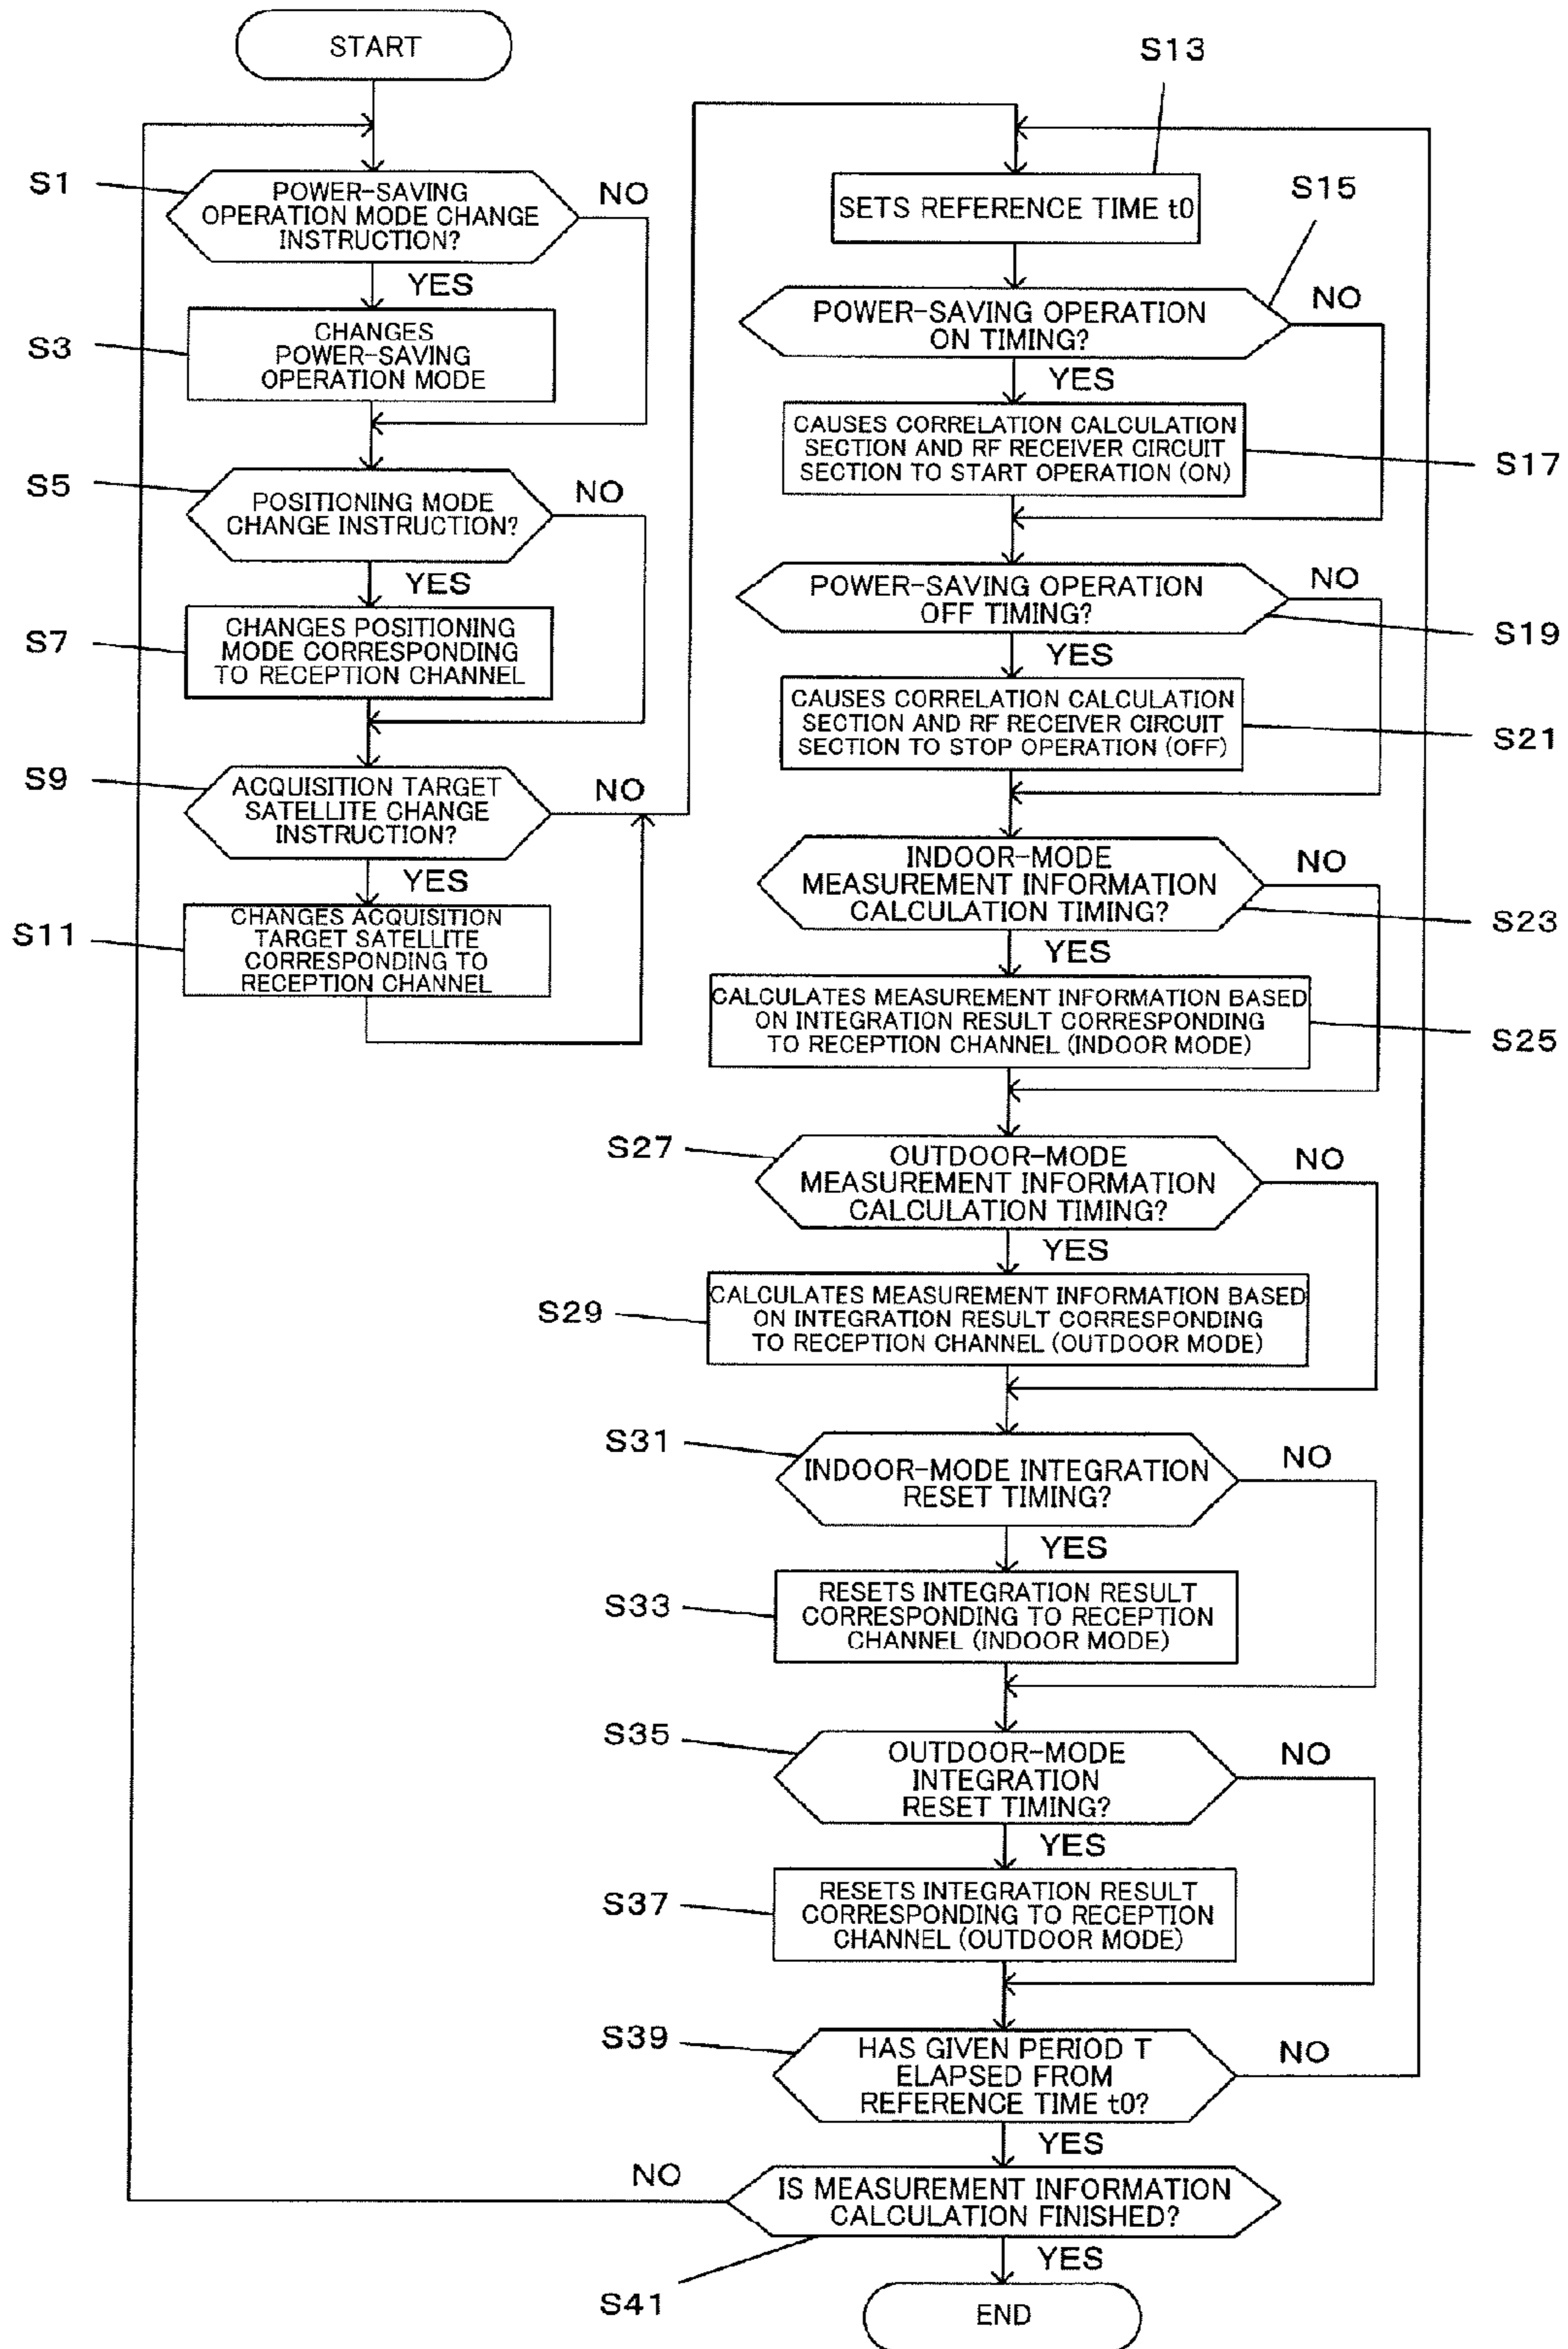 START
S1
POWER-SAVING
OPERATION MODE CHANGE
INSTRUCTION?
NO
YES
S3
CHANGES
POWER-SAVING
OPERATION MODE
S5
POSITIONING MODE
CHANGE INSTRUCTION?
NO
YES
S7
CHANGES POSITIONING
MODE CORRESPONDING
TO RECEPTION CHANNEL
S9
ACQUISITION TARGET
SATELLITE CHANGE
INSTRUCTION?
NO
YES
S11
CHANGES ACQUISITION
TARGET SATELLITE
CORRESPONDING TO
RECEPTION CHANNEL
S13
SETS REFERENCE TIME t0
S15
POWER-SAVING OPERATION
ON TIMING?
NO
YES
CAUSES CORRELATION CALCULATION
SECTION AND RF RECEIVER CIRCUIT
SECTION TO START OPERATION (ON)
S17
POWER-SAVING OPERATION
OFF TIMING?
NO
S19
YES
CAUSES CORRELATION CALCULATION
SECTION AND RF RECEIVER CIRCUIT
SECTION TO STOP OPERATION (OFF)
S21
INDOOR-MODE
MEASUREMENT INFORMATION
CALCULATION TIMING?
NO
S23
YES
CALCULATES MEASUREMENT INFORMATION BASED
ON INTEGRATION RESULT CORRESPONDING
TO RECEPTION CHANNEL (INDOOR MODE)
S25
S27
OUTDOOR-MODE
MEASUREMENT INFORMATION
CALCULATION TIMING?
NO
YES
S29
CALCULATES MEASUREMENT INFORMATION BASED
ON INTEGRATION RESULT CORRESPONDING
TO RECEPTION CHANNEL (OUTDOOR MODE)
S31
INDOOR-MODE INTEGRATION
RESET TIMING?
NO
YES
S33
RESETS INTEGRATION RESULT
CORRESPONDING TO RECEPTION
CHANNEL (INDOOR MODE)
S35
OUTDOOR-MODE
INTEGRATION
RESET TIMING?
NO
YES
S37
RESETS INTEGRATION RESULT
CORRESPONDING TO RECEPTION
CHANNEL (OUTDOOR MODE)
S39
HAS GIVEN PERIOD T
ELAPSED FROM
REFERENCE TIME t0?
NO
YES
NO
IS MEASUREMENT INFORMATION
CALCULATION FINISHED?
YES
S41
END